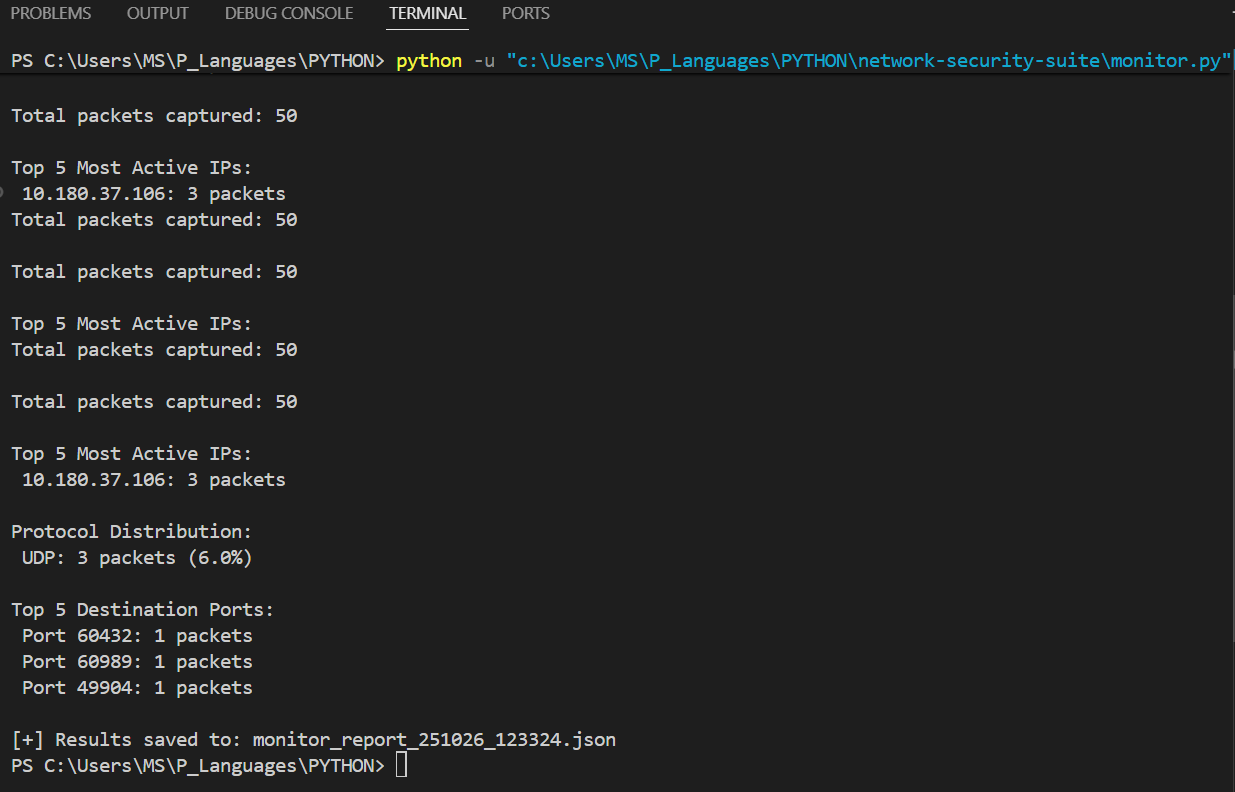 PROBLEMS OUTPUT DEBUG CONSOLE TERMINAL PORTS
PS C:\Users\MS\P_Languages\PYTHON> python -u "c:\Users\MS\P_Languages\PYTHON\network-security-suite\monitor.py"
Total packets captured: 50
Top 5 Most Active IPs:
10.180.37.106: 3 packets
Total packets captured: 50
Total packets captured: 50
Top 5 Most Active IPs:
Total packets captured: 50
Total packets captured: 50
Top 5 Most Active IPs:
10.180.37.106: 3 packets
Protocol Distribution:
UDP: 3 packets (6.0%)
Top 5 Destination Ports:
Port 60432: 1 packets
Port 60989: 1 packets
Port 49904: 1 packets
[+] Results saved to: monitor_report_251026_123324.json
PS C:\Users\MS\P_Languages\PYTHON>